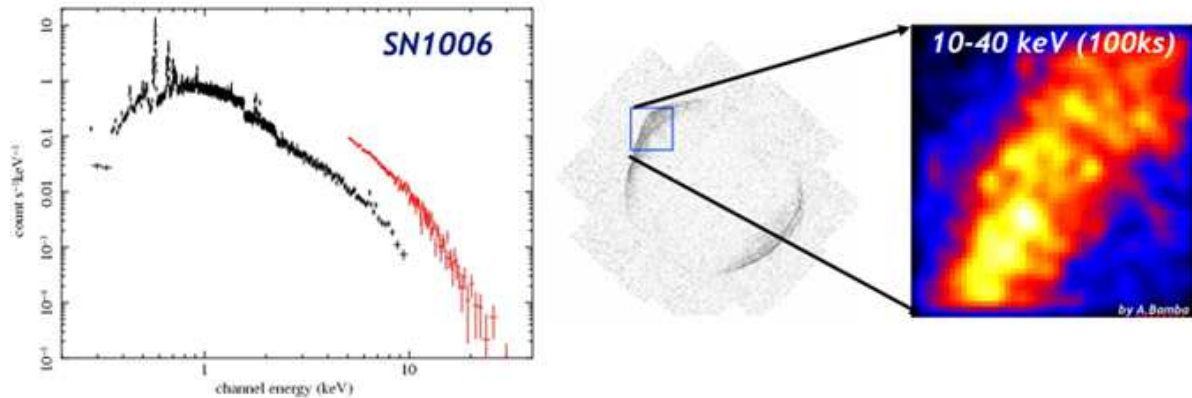 SN1006
10
1
0.1
0.01
10⁻³
10⁻⁴
10⁻⁵
count s⁻¹keV⁻¹
1
10
channel energy (keV)
10-40 keV (100ks)
by A.Bamba